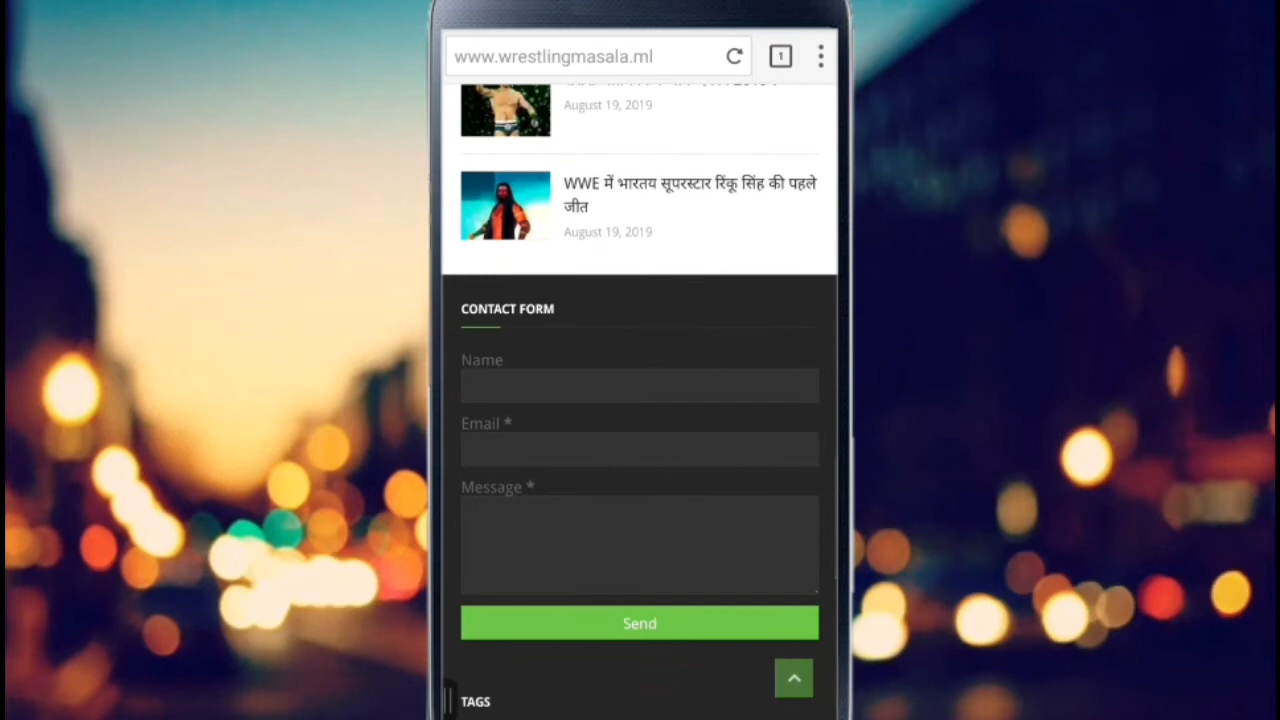 www.wrestlingmasala.ml
1
August 19, 2019
WWE में भारतय सूपरस्टार रिंकू सिंह की पहले
जीत
August 19, 2019
CONTACT FORM
Name
Email *
Message *
Send
TAGS